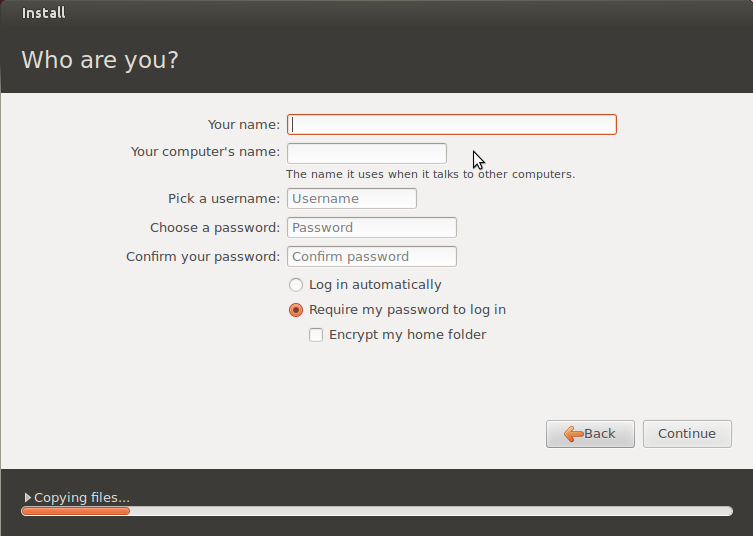 Install
Who are you?
Your name:
Your computer's name:
The name it uses when it talks to other computers.
Pick a username: Username
Choose a password: Password
Confirm your password: Confirm password
Log in automatically
Require my password to log in
Encrypt my home folder
Back Continue
Copying files...